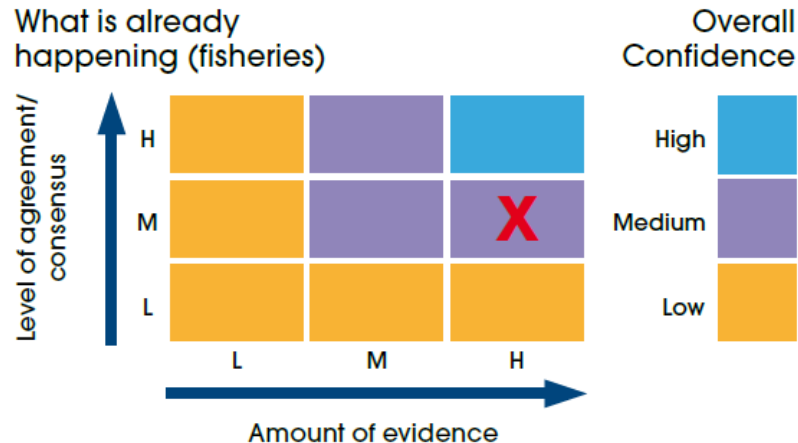 What is already
happening (fisheries)
Overall
Confidence
Level of agreement/
consensus
H
M
L
X
L
M
H
Amount of evidence
High
Medium
Low